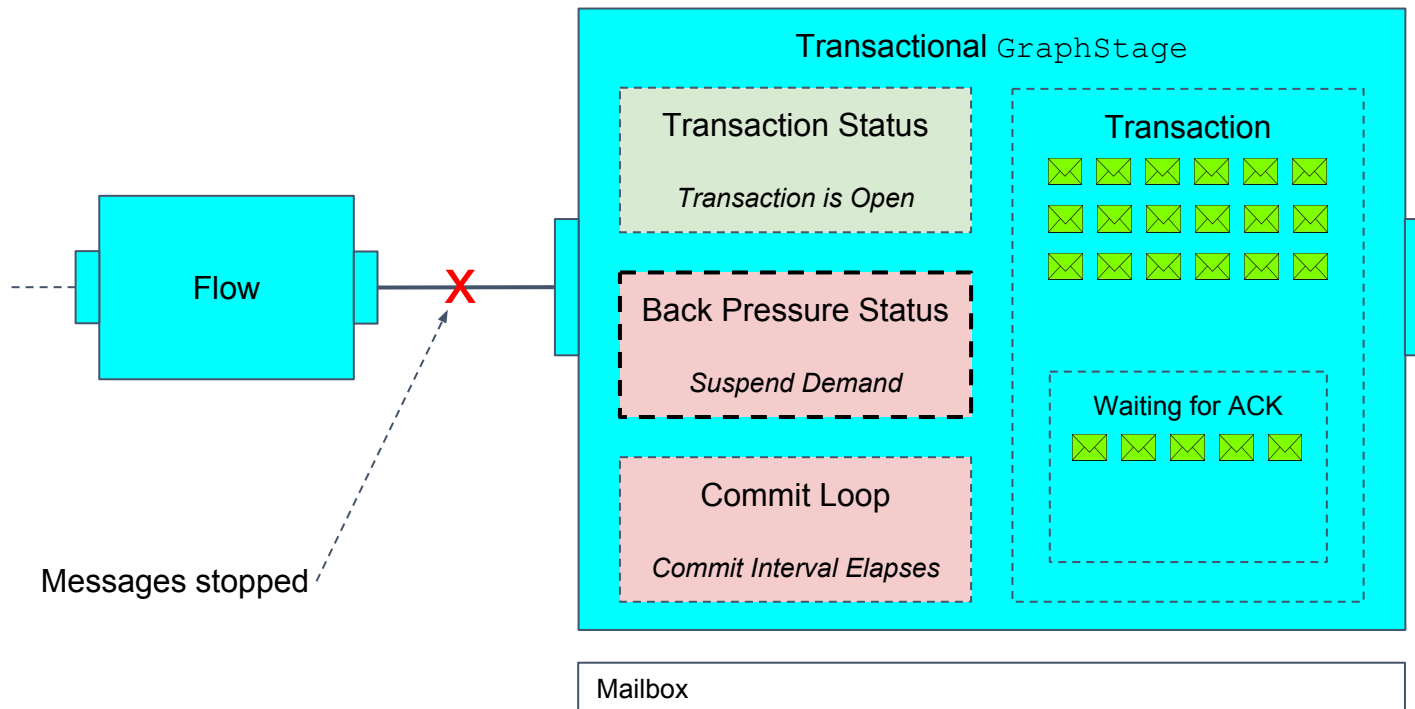 Transactional GraphStage
Transaction Status
Transaction is Open
Transaction
Flow
X
Back Pressure Status
Suspend Demand
Waiting for ACK
Commit Loop
Commit Interval Elapses
Messages stopped
Mailbox